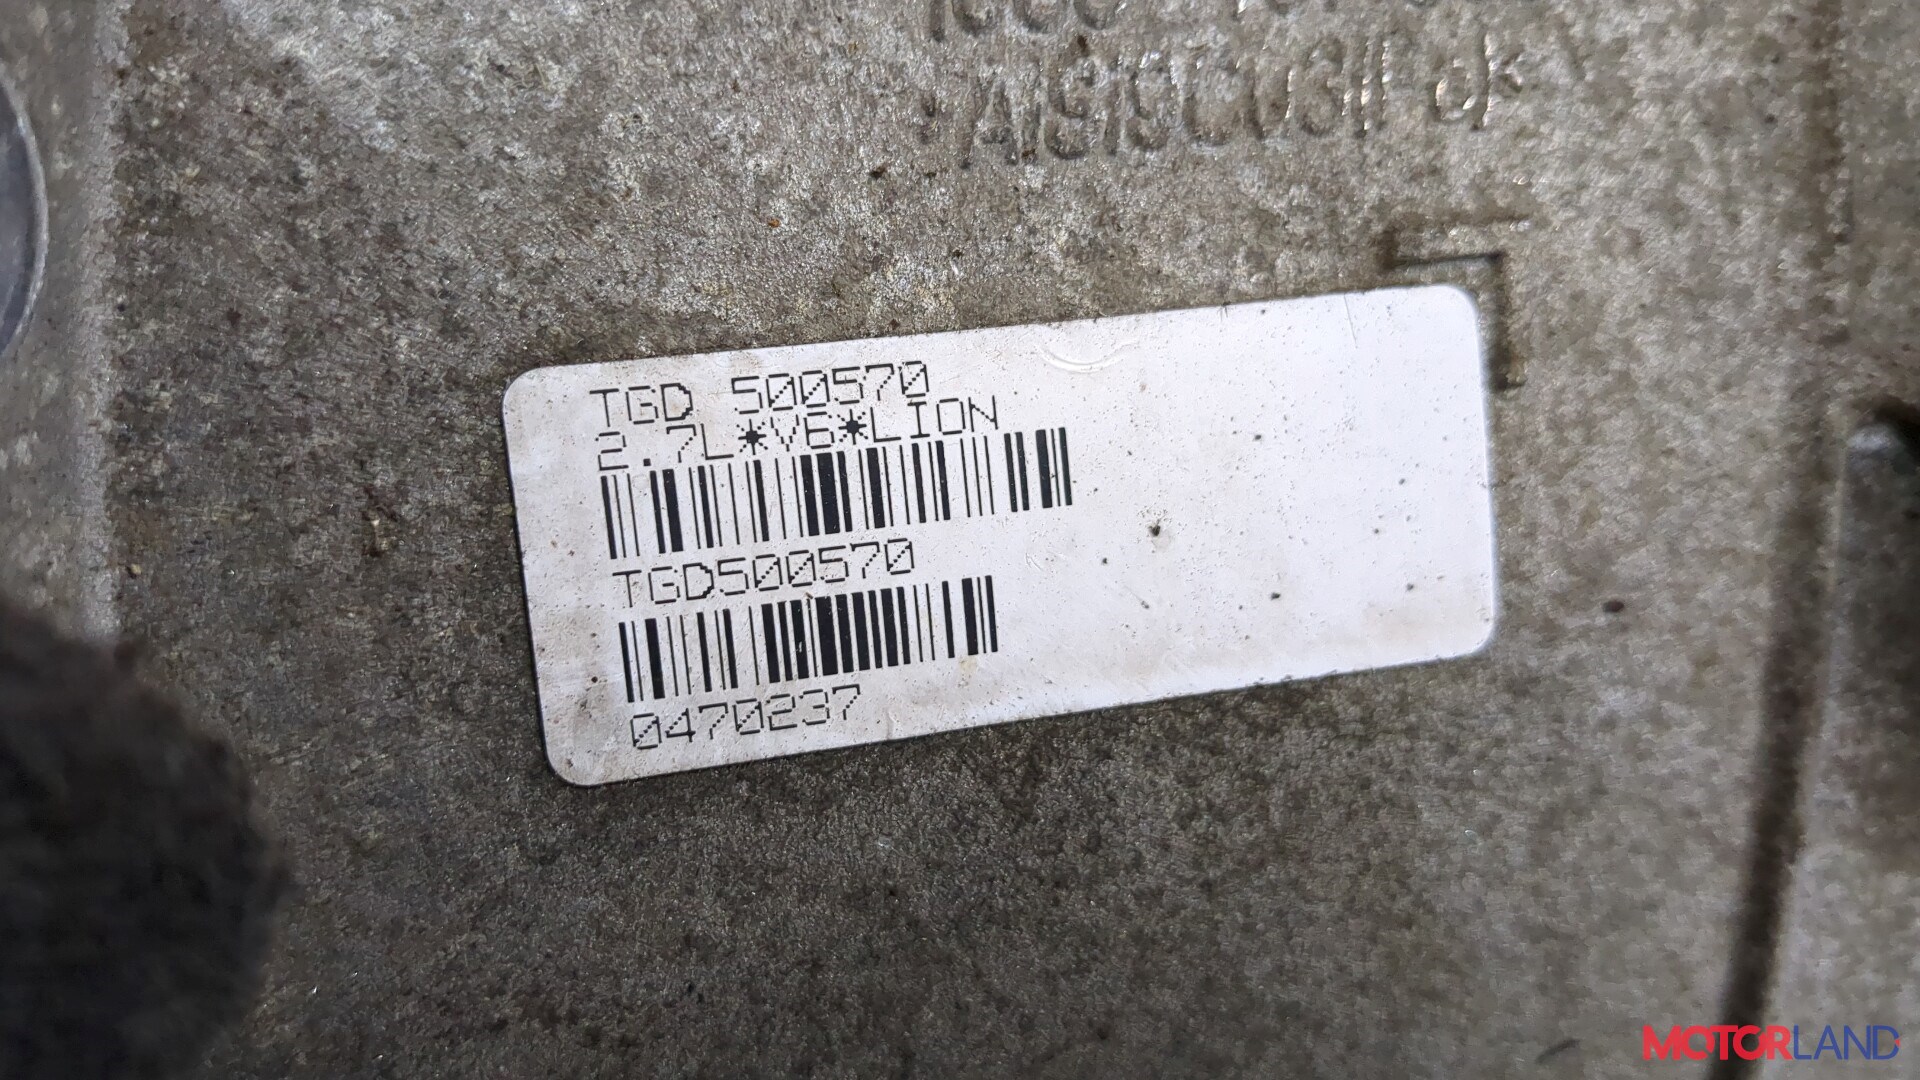 TGD 500570
2.7L*V6*LION
TGD500570
0470237
MOTORLAND